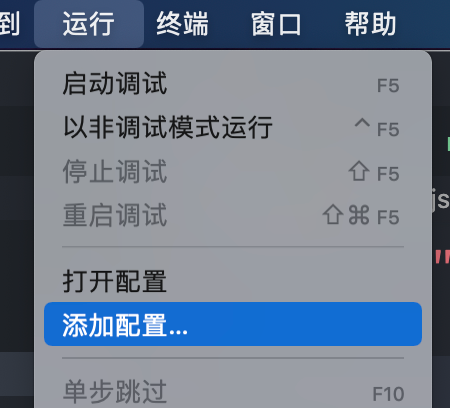 到 运行 终端 窗口 帮助
启动调试 F5
以非调试模式运行 ^ F5
停止调试 ⇧ F5
js
重启调试 ⇧⌘ F5
"
打开配置
添加配置...
单步跳过 F10